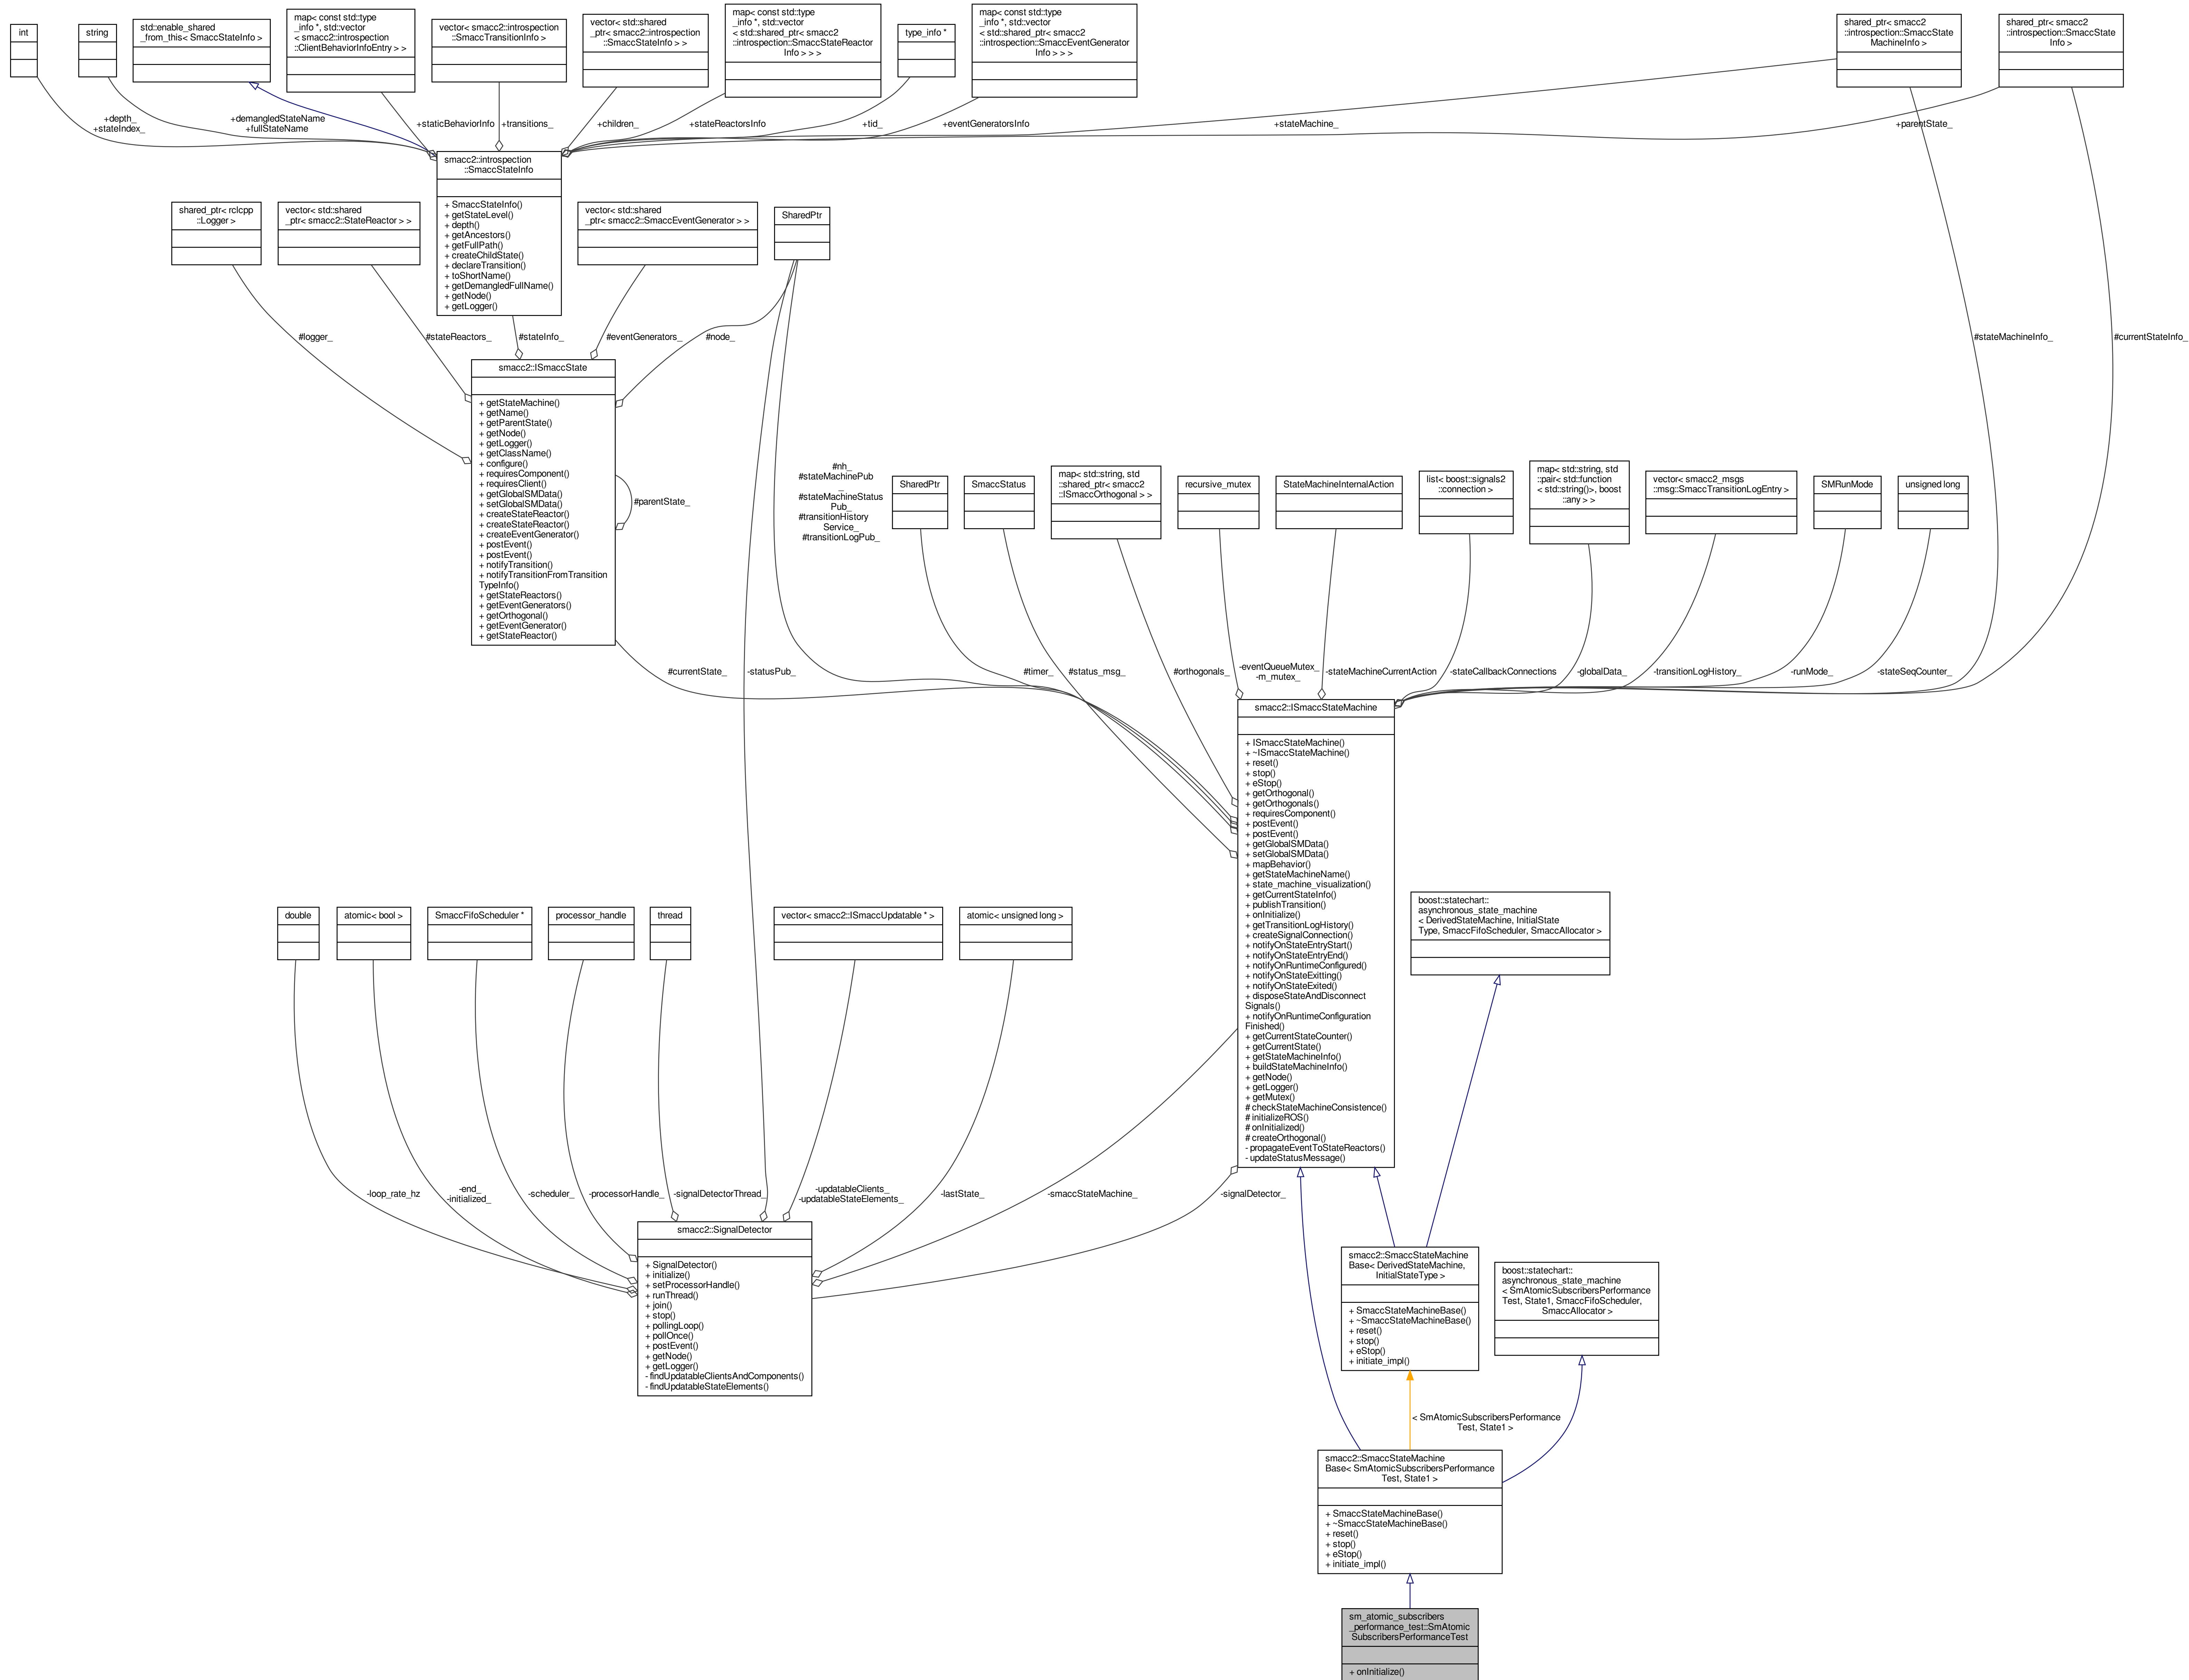 int
string
std::enable_shared
_from_this< SmaccStateInfo >
map< const std::type
_info *, std::vector
< smacc2::introspection
::ClientBehaviorInfoEntry > >
vector< smacc2::introspection
::SmaccTransitionInfo >
vector< std::shared
_ptr< smacc2::introspection
::SmaccStateInfo > >
map< const std::type
_info *, std::vector
< std::shared_ptr< smacc2
::introspection::SmaccStateReactor
Info > > >
type_info *
map< const std::type
_info *, std::vector
< std::shared_ptr< smacc2
::introspection::SmaccEventGenerator
Info > > >
shared_ptr< smacc2
::introspection::SmaccState
MachineInfo >
shared_ptr< smacc2
::introspection::SmaccState
Info >
+depth_
+stateIndex_
+demangledStateName
+fullStateName
+staticBehaviorInfo
+transitions_
+children_
+stateReactorsInfo
+tid_
+eventGeneratorsInfo
+stateMachine_
+parentState_
smacc2::introspection
::SmaccStateInfo
+ SmaccStateInfo()
+ getStateLevel()
+ depth()
+ getAncestors()
+ getFullPath()
+ createChildState()
+ declareTransition()
+ toShortName()
+ getDemangledFullName()
+ getNode()
+ getLogger()
shared_ptr< rclcpp
::Logger >
vector< std::shared
_ptr< smacc2::StateReactor > >
vector< std::shared
_ptr< smacc2::SmaccEventGenerator > >
SharedPtr
#logger_
#stateReactors_
#stateInfo_
#eventGenerators_
#node_
#stateMachineInfo_
#currentStateInfo_
smacc2::ISmaccState
+ getStateMachine()
+ getName()
+ getParentState()
+ getNode()
+ getLogger()
+ getClassName()
+ configure()
+ requiresComponent()
+ requiresClient()
+ getGlobalSMData()
+ setGlobalSMData()
+ createStateReactor()
+ createStateReactor()
+ createEventGenerator()
+ postEvent()
+ postEvent()
+ notifyTransition()
+ notifyTransitionFromTransition
TypeInfo()
+ getStateReactors()
+ getEventGenerators()
+ getOrthogonal()
+ getEventGenerator()
+ getStateReactor()
#parentState_
#nh_
#stateMachinePub
_
#stateMachineStatus
Pub_
#transitionHistory
Service_
#transitionLogPub_
SharedPtr
SmaccStatus
map< std::string, std
::shared_ptr< smacc2
::ISmaccOrthogonal > >
recursive_mutex
StateMachineInternalAction
list< boost::signals2
::connection >
map< std::string, std
::pair< std::function
< std::string()>, boost
::any > >
vector< smacc2_msgs
::msg::SmaccTransitionLogEntry >
SMRunMode
unsigned long
#currentState_
-statusPub_
#timer_
#status_msg_
#orthogonals_
-eventQueueMutex_
-m_mutex_
-stateMachineCurrentAction
-stateCallbackConnections
-globalData_
-transitionLogHistory_
-runMode_
-stateSeqCounter_
smacc2::ISmaccStateMachine
+ ISmaccStateMachine()
+ ~ISmaccStateMachine()
+ reset()
+ stop()
+ eStop()
+ getOrthogonal()
+ getOrthogonals()
+ requiresComponent()
+ postEvent()
+ postEvent()
+ getGlobalSMData()
+ setGlobalSMData()
+ mapBehavior()
+ getStateMachineName()
+ state_machine_visualization()
+ getCurrentStateInfo()
+ publishTransition()
+ onInitialize()
+ getTransitionLogHistory()
+ createSignalConnection()
+ notifyOnStateEntryStart()
+ notifyOnStateEntryEnd()
+ notifyOnRuntimeConfigured()
+ notifyOnStateExitting()
+ notifyOnStateExited()
+ disposeStateAndDisconnect
Signals()
+ notifyOnRuntimeConfiguration
Finished()
+ getCurrentStateCounter()
+ getCurrentState()
+ getStateMachineInfo()
+ buildStateMachineInfo()
+ getNode()
+ getLogger()
+ getMutex()
# checkStateMachineConsistence()
# initializeROS()
# onInitialized()
# createOrthogonal()
- propagateEventToStateReactors()
- updateStatusMessage()
boost::statechart::
asynchronous_state_machine
< DerivedStateMachine, InitialState
Type, SmaccFifoScheduler, SmaccAllocator >
double
atomic< bool >
SmaccFifoScheduler *
processor_handle
thread
vector< smacc2::ISmaccUpdatable * >
atomic< unsigned long >
-loop_rate_hz
-end_
-initialized_
-scheduler_
-processorHandle_
-signalDetectorThread_
-updatableClients_
-updatableStateElements_
-lastState_
-smaccStateMachine_
-signalDetector_
smacc2::SignalDetector
+ SignalDetector()
+ initialize()
+ setProcessorHandle()
+ runThread()
+ join()
+ stop()
+ pollingLoop()
+ pollOnce()
+ postEvent()
+ getNode()
+ getLogger()
- findUpdatableClientsAndComponents()
- findUpdatableStateElements()
smacc2::SmaccStateMachine
Base< DerivedStateMachine,
InitialStateType >
+ SmaccStateMachineBase()
+ ~SmaccStateMachineBase()
+ reset()
+ stop()
+ eStop()
+ initiate_impl()
boost::statechart::
asynchronous_state_machine
< SmAtomicSubscribersPerformance
Test, State1, SmaccFifoScheduler,
SmaccAllocator >
< SmAtomicSubscribersPerformance
Test, State1 >
smacc2::SmaccStateMachine
Base< SmAtomicSubscribersPerformance
Test, State1 >
+ SmaccStateMachineBase()
+ ~SmaccStateMachineBase()
+ reset()
+ stop()
+ eStop()
+ initiate_impl()
sm_atomic_subscribers
_performance_test::SmAtomic
SubscribersPerformanceTest
+ onInitialize()